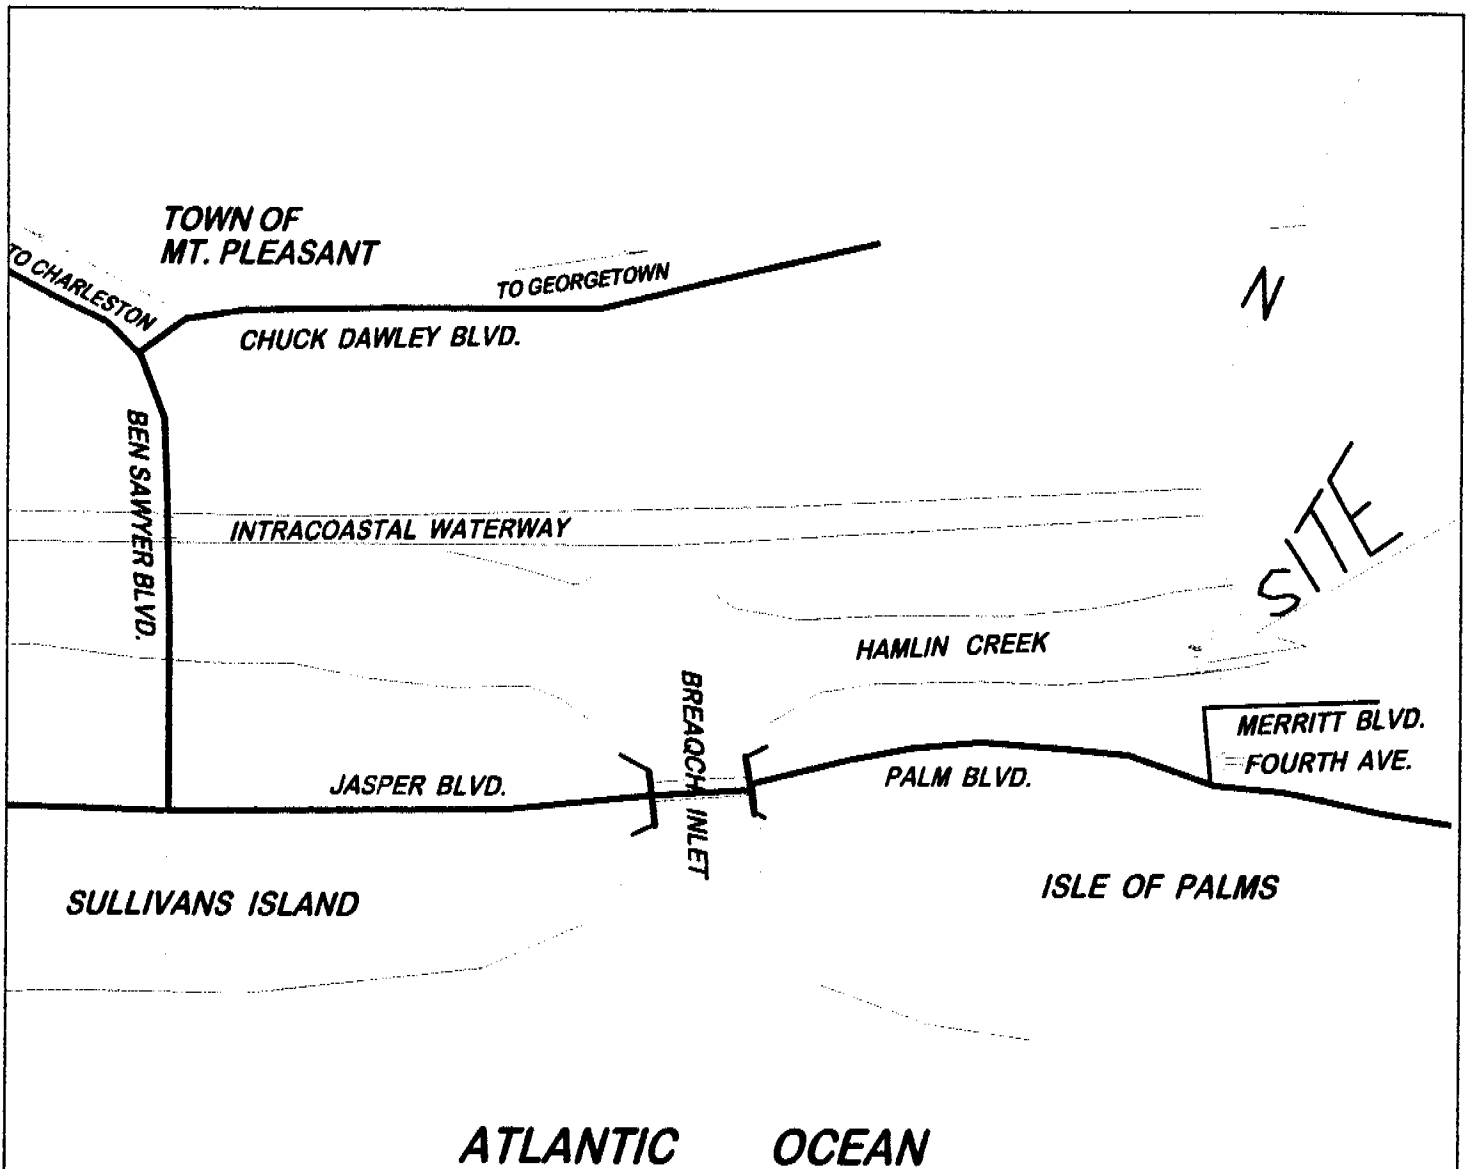 TOWN OF
MT. PLEASANT
TO CHARLESTON
TO GEORGETOWN
CHUCK DAWLEY BLVD.
N
BEN SAWYER BLVD.
INTRACOASTAL WATERWAY
SITE
HAMLIN CREEK
BREAQCH INLET
MERRITT BLVD.
FOURTH AVE.
JASPER BLVD.
PALM BLVD.
SULLIVANS ISLAND
ISLE OF PALMS
ATLANTIC OCEAN